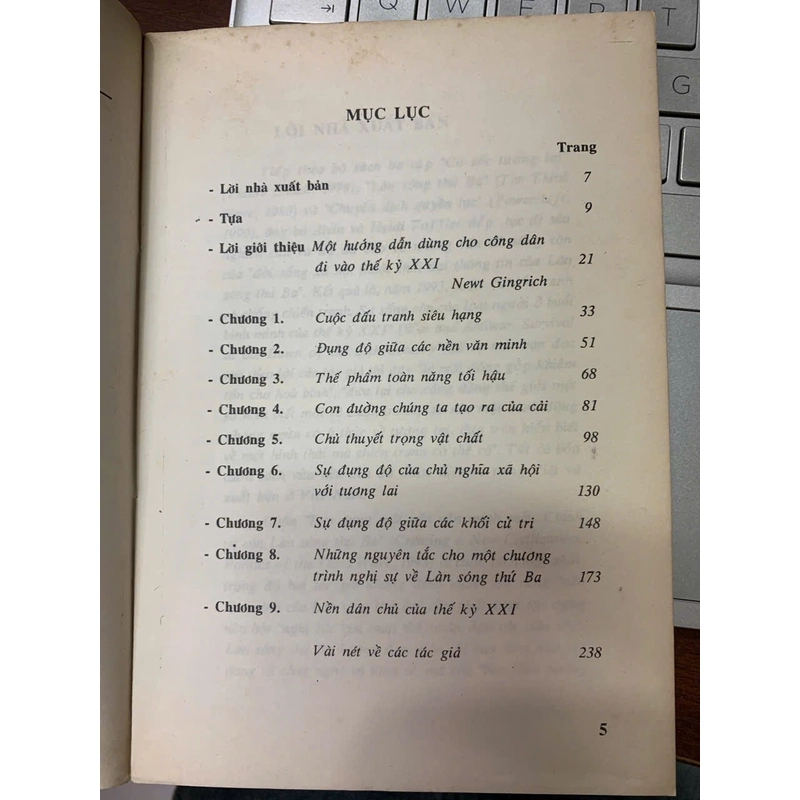 Q W E R T
G
MỤC LỤC
Trang
- Lời nhà xuất bản 7
- Tựa 9
- Lời giới thiệu Một hướng dẫn dùng cho công dân
đi vào thế kỷ XXI 21
Newt Gingrich
- Chương 1. Cuộc đấu tranh siêu hạng 33
- Chương 2. Đụng độ giữa các nền văn minh 51
- Chương 3. Thế phẩm toàn năng tối hậu 68
- Chương 4. Con đường chúng ta tạo ra của cải 81
- Chương 5. Chủ thuyết trọng vật chất 98
- Chương 6. Sự đụng độ của chủ nghĩa xã hội
với tương lai 130
- Chương 7. Sự đụng độ giữa các khối cử tri 148
- Chương 8. Những nguyên tắc cho một chương
trình nghị sự về Làn sóng thứ Ba 173
- Chương 9. Nền dân chủ của thế kỷ XXI
Vài nét về các tác giả 238
5